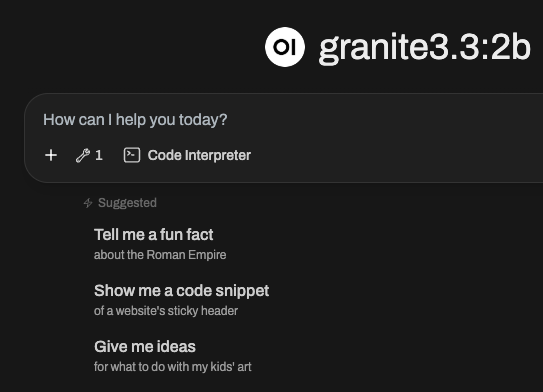 OI granite3.3:2b
How can I help you today?
1 Code Interpreter
Suggested
Tell me a fun fact
about the Roman Empire
Show me a code snippet
of a website's sticky header
Give me ideas
for what to do with my kids' art